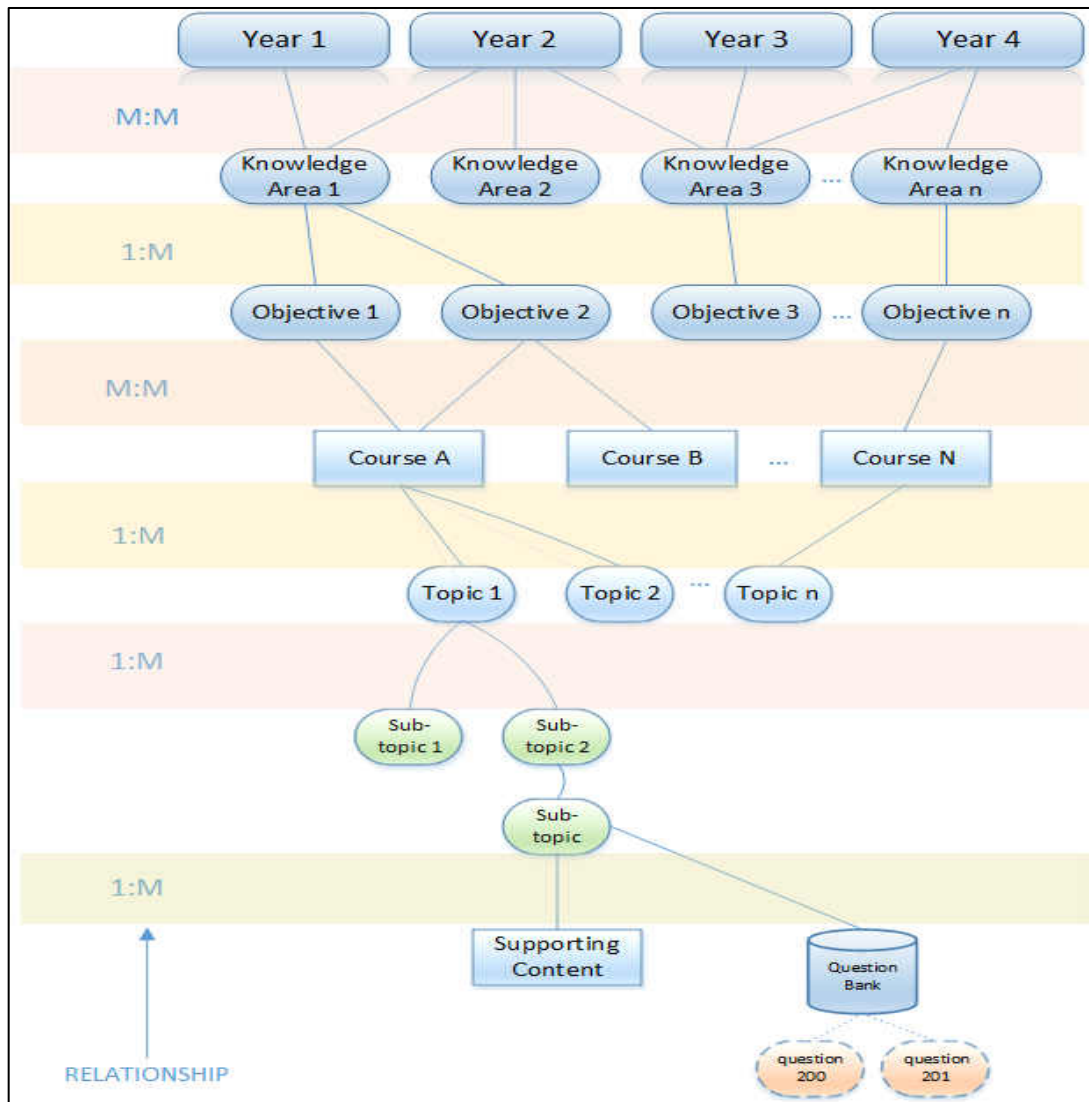 Year 1
Year 2
Year 3
Year 4
M:M
Knowledge
Area 1
Knowledge
Area 2
Knowledge
Area 3
...
Knowledge
Area n
1:M
Objective 1
Objective 2
Objective 3
...
Objective n
M:M
Course A
Course B
...
Course N
1:M
Topic 1
Topic 2
...
Topic n
1:M
Sub-
topic 1
Sub-
topic 2
Sub-
topic
1:M
Supporting
Content
Question
Bank
question
200
question
201
RELATIONSHIP